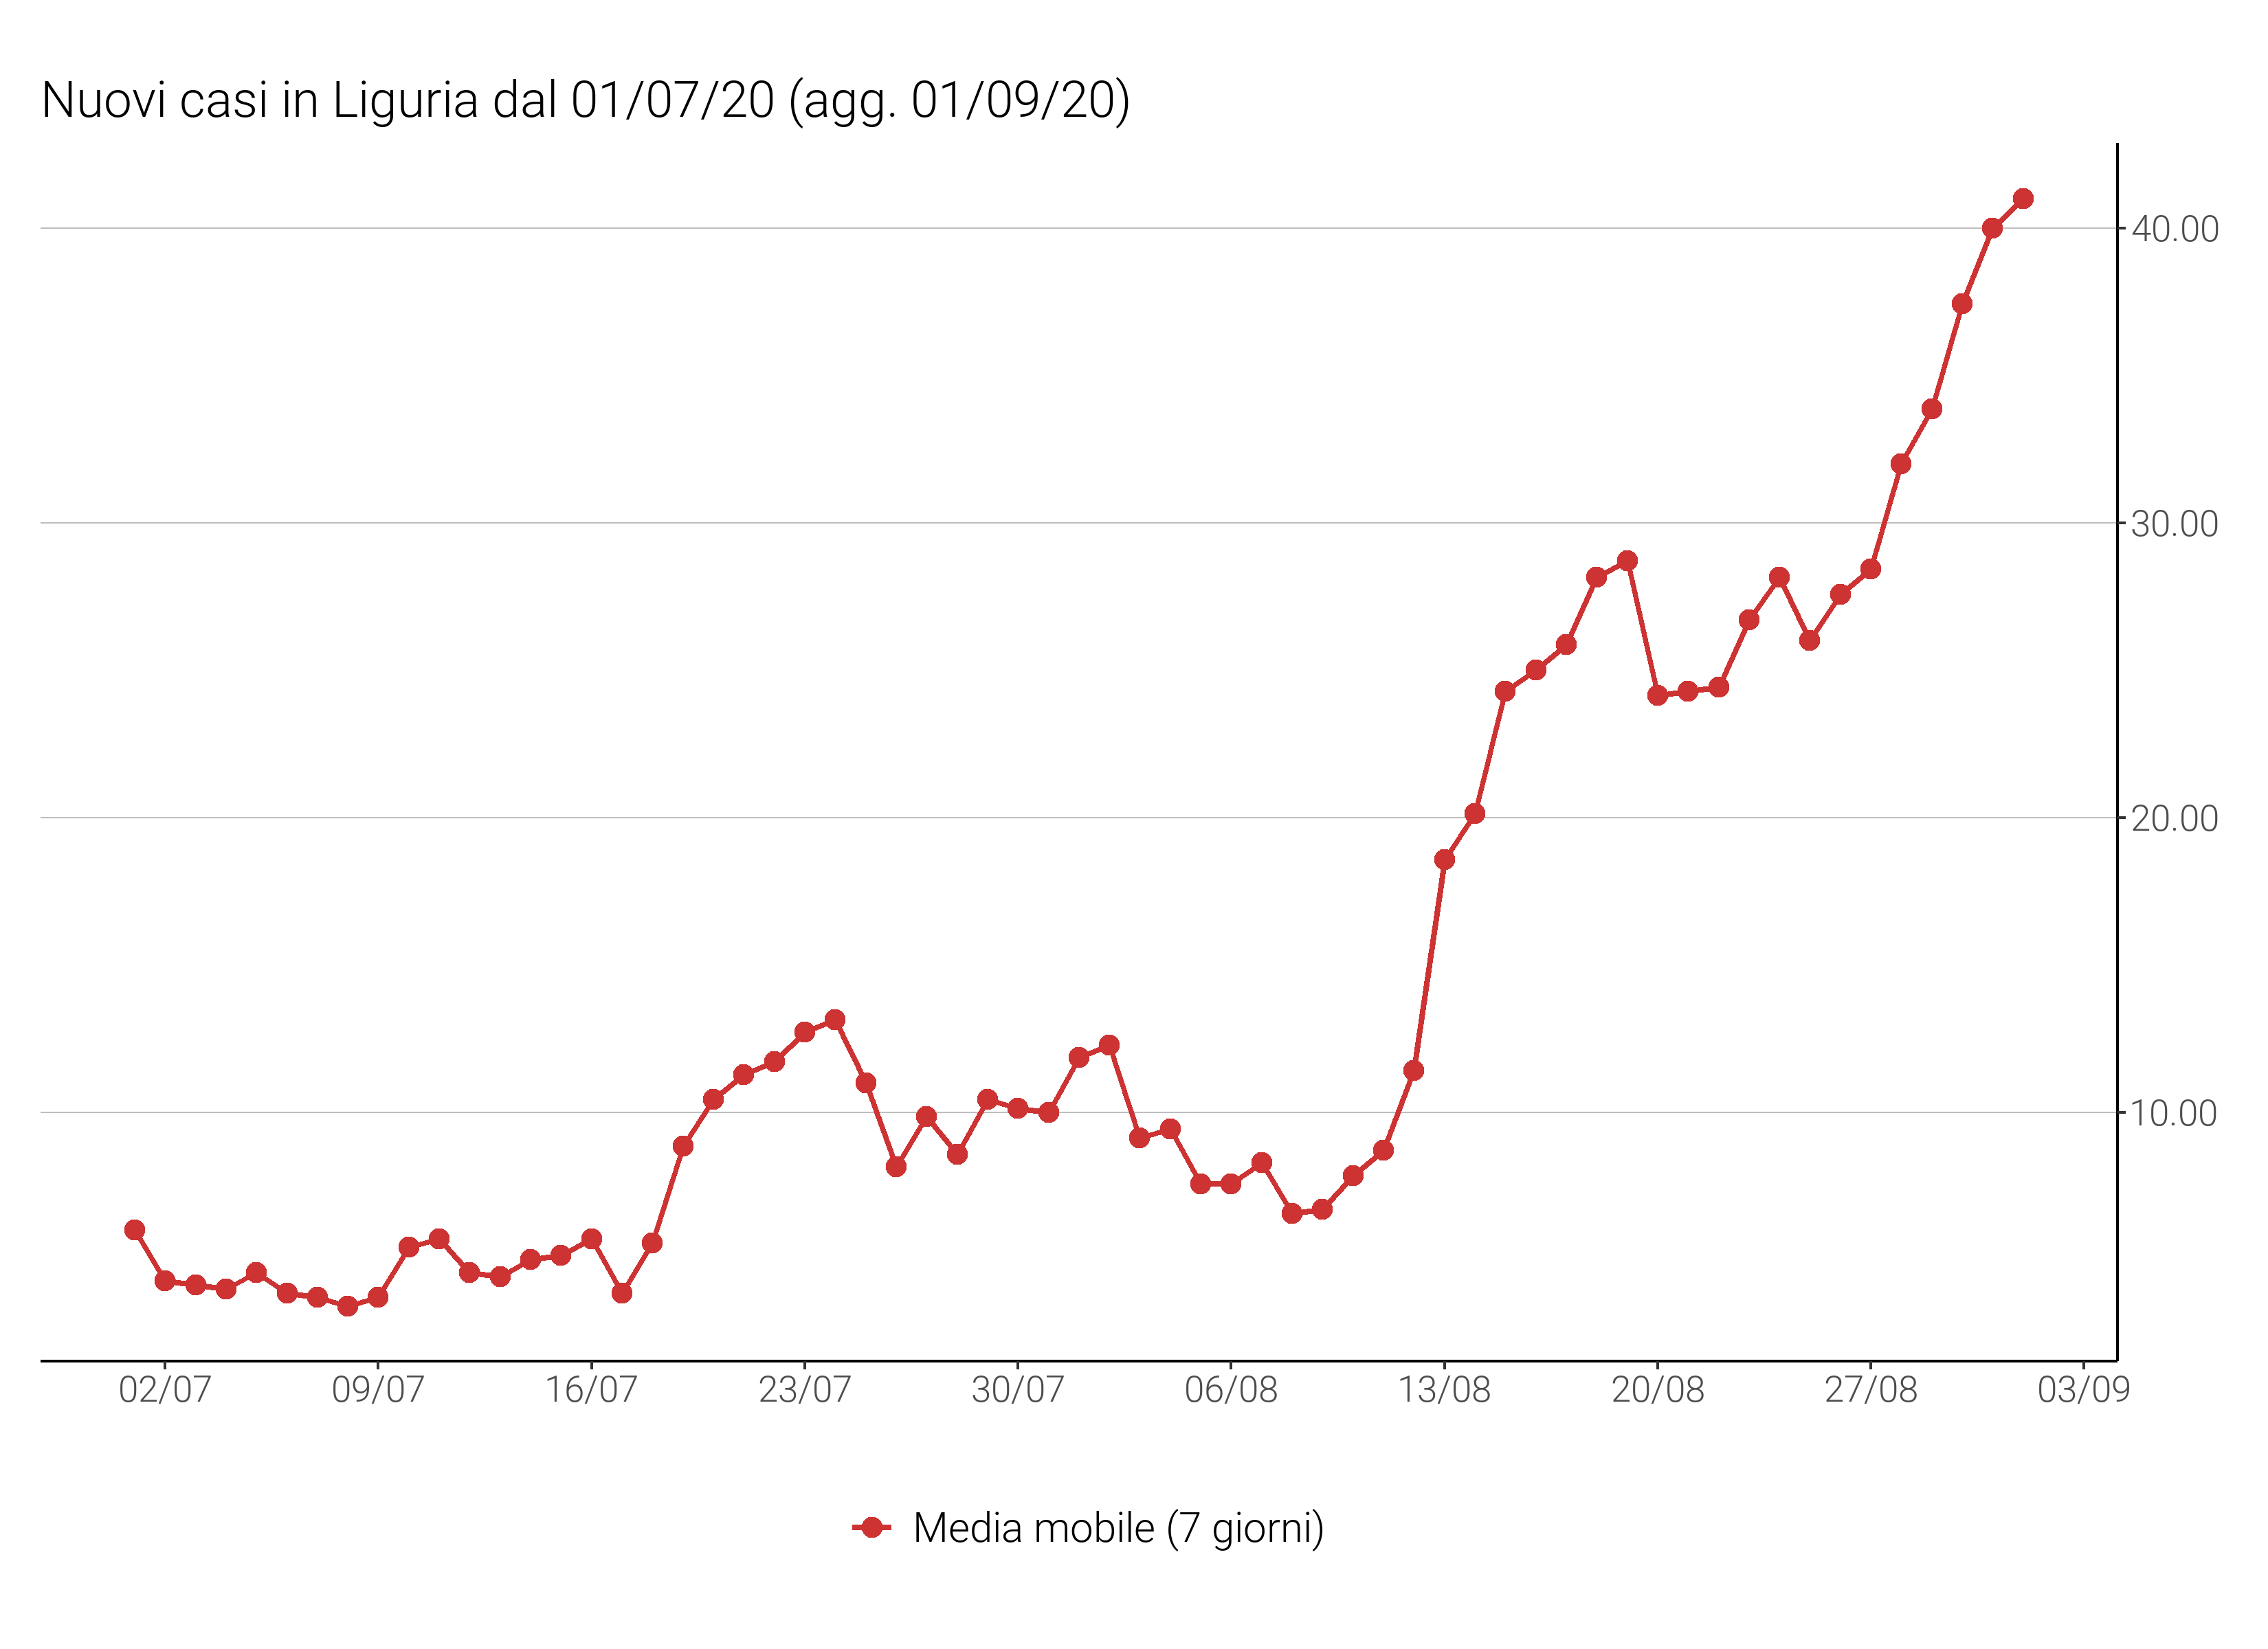 Nuovi casi in Liguria dal 01/07/20 (agg. 01/09/20)
40.00
30.00
20.00
10.00
02/07 09/07 16/07 23/07 30/07 06/08 13/08 20/08 27/08 03/09
Media mobile (7 giorni)